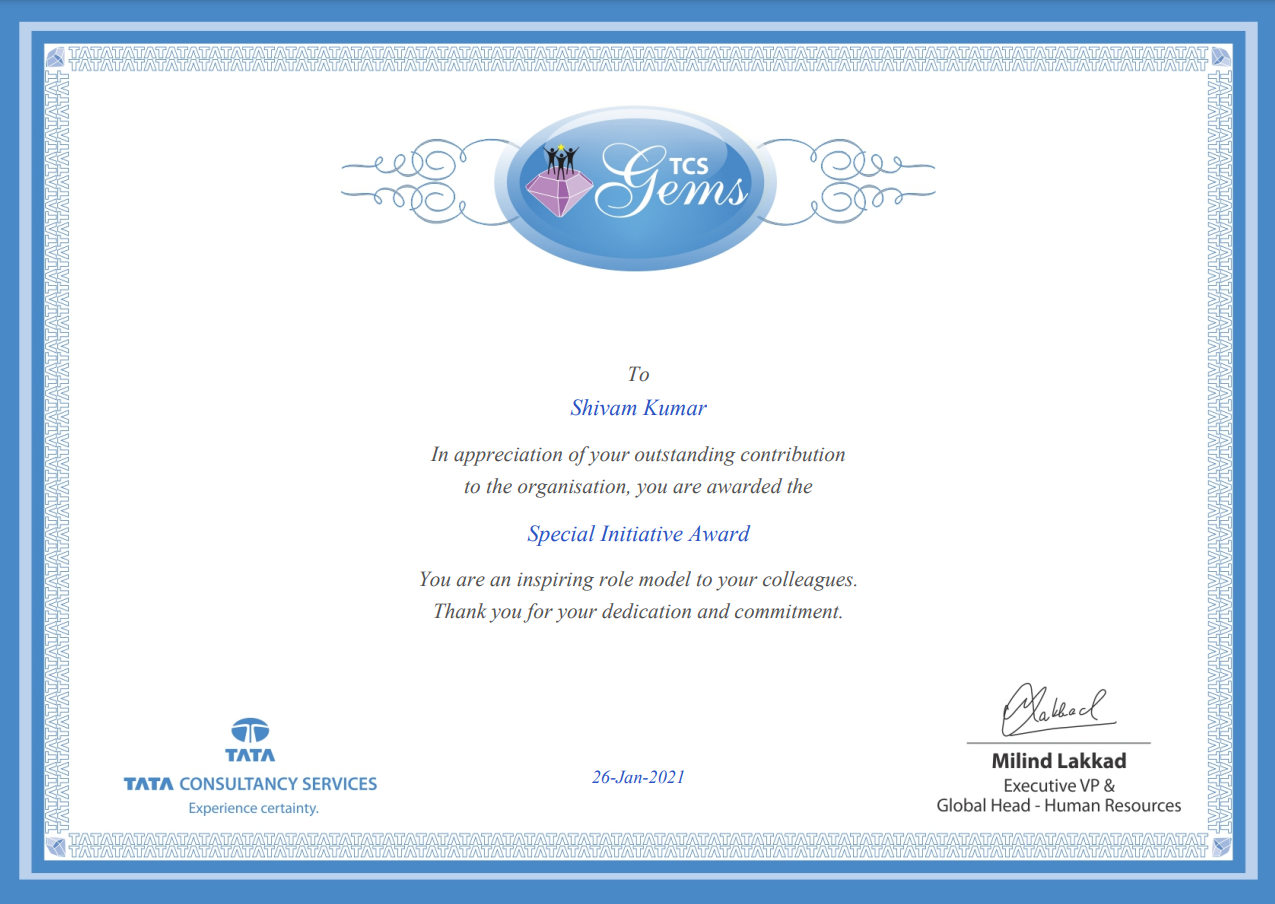 TCS
Gems
To
Shivam Kumar
In appreciation of your outstanding contribution
to the organisation, you are awarded the
Special Initiative Award
You are an inspiring role model to your colleagues.
Thank you for your dedication and commitment.
TATA
TATA CONSULTANCY SERVICES
Experience certainty.
26-Jan-2021
Lakkad
Milind Lakkad
Executive VP &
Global Head - Human Resources